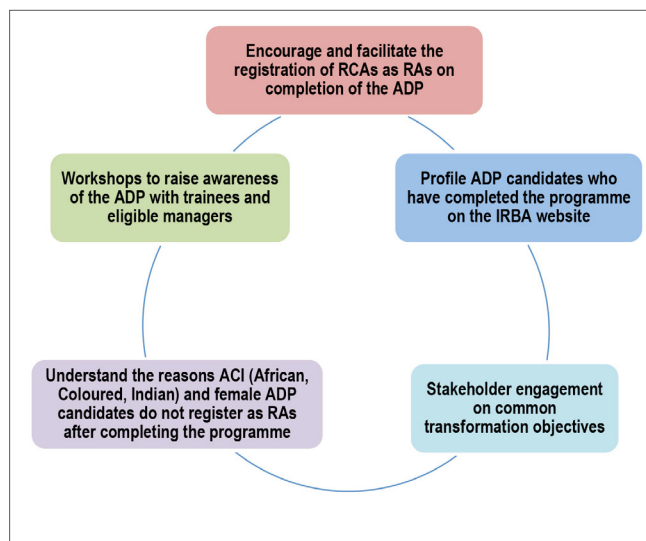 Encourage and facilitate the
registration of RCAs as RAs on
completion of the ADP
Workshops to raise awareness
of the ADP with trainees and
eligible managers
Profile ADP candidates who
have completed the programme
on the IRBA website
Understand the reasons ACI (African,
Coloured, Indian) and female ADP
candidates do not register as RAs
after completing the programme
Stakeholder engagement
on common
transformation objectives